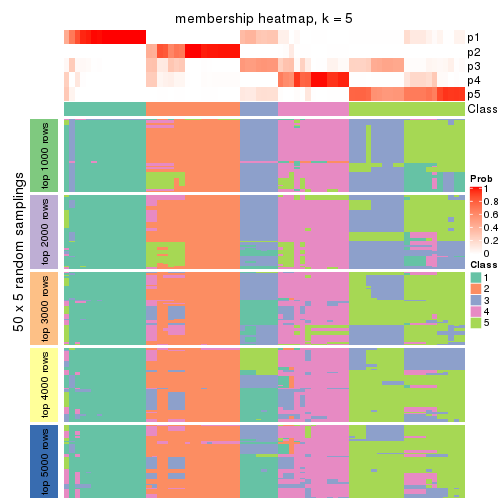 membership heatmap, k = 5
p1
p2
p3
p4
p5
Class
50 x 5 random samplings
top 1000 rows
top 2000 rows
top 3000 rows
top 4000 rows
top 5000 rows
Prob
1
0.8
0.6
0.4
0.2
0
Class
1
2
3
4
5